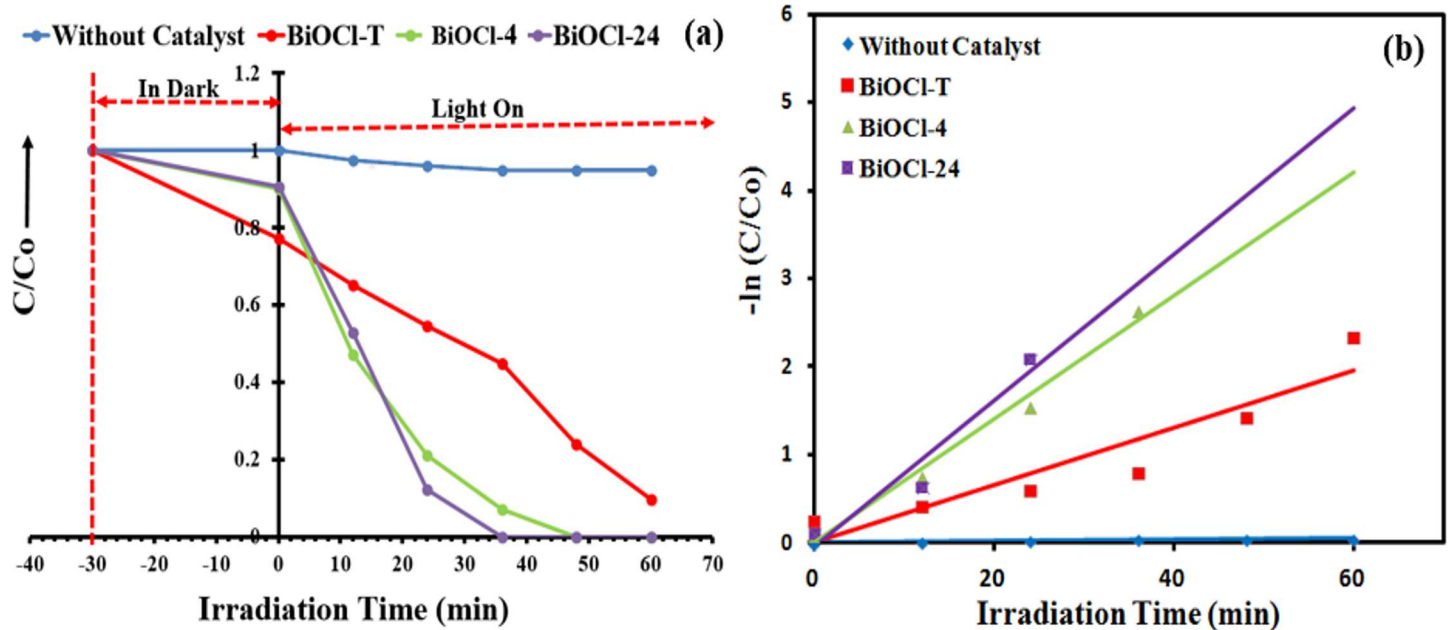 Without Catalyst BiOCl-T BiOCl-4 BiOCl-24 (a)
1.2
In Dark
Light On
1
0.8
0.6
0.4
0.2
0
C/Co
-40 -30 -20 -10 0 10 20 30 40 50 60 70
Irradiation Time (min)
6
(b)
Without Catalyst
BiOCl-T
BiOCl-4
BiOCl-24
5
4
3
2
1
0
-ln (C/Co)
0 20 40 60
Irradiation Time (min)